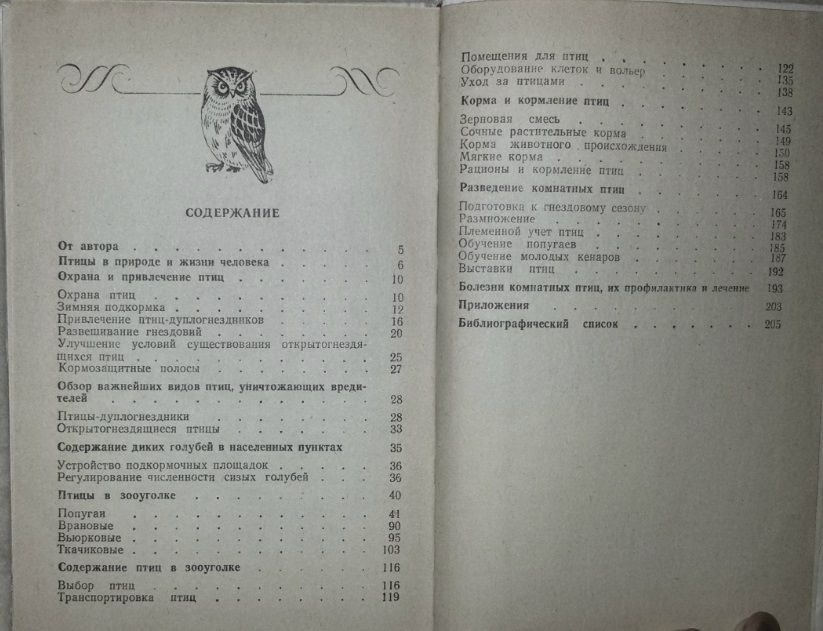 СОДЕРЖАНИЕ
От автора . . . . . . . . . . . 5
Птицы в природе и жизни человека . . . . . 6
Охрана и привлечение птиц . . . . . . . 10
Охрана птиц . . . . . . . . . . 10
Зимняя подкормка . . . . . . . . . 12
Привлечение птиц-дуплогнездников . . . . . 16
Развешивание гнездовий . . . . . . . . 20
Улучшение условий существования открытогнездя-
щихся птиц . . . . . . . . . . . 25
Кормозащитные полосы . . . . . . . . 27
Обзор важнейших видов птиц, уничтожающих вреди-
телей . . . . . . . . . . . . 28
Птицы-дуплогнездники . . . . . . . . 28
Открытогнездящиеся птицы . . . . . . . 33
Содержание диких голубей в населенных пунктах 35
Устройство подкормочных площадок . . . . . 36
Регулирование численности сизых голубей . . . 36
Птицы в зооуголке . . . . . . . . . 40
Попугаи . . . . . . . . . . . 41
Врановые . . . . . . . . . . . 90
Вьюрковые . . . . . . . . . . . 95
Ткачиковые . . . . . . . . . . . 103
Содержание птиц в зооуголке . . . . . . 116
Выбор птиц . . . . . . . . . . 116
Транспортировка птиц . . . . . . . . 119
Помещения для птиц . . . . . . . . 122
Оборудование клеток и вольер . . . . . . 135
Уход за птицами . . . . . . . . . 138
Корма и кормление птиц . . . . . . . 143
Зерновая смесь . . . . . . . . . 145
Сочные растительные корма . . . . . . 149
Корма животного происхождения . . . . . 150
Мягкие корма . . . . . . . . . . 158
Рационы и кормление птиц . . . . . . . 158
Разведение комнатных птиц . . . . . . 164
Подготовка к гнездовому сезону . . . . . 165
Размножение . . . . . . . . . . 174
Племенной учет птиц . . . . . . . . 183
Обучение попугаев . . . . . . . . 185
Обучение молодых кенаров . . . . . . . 187
Выставки птиц . . . . . . . . . . 192
Болезни комнатных птиц, их профилактика и лечение 193
Приложения . . . . . . . . . . 203
Библиографический список . . . . . . . 205